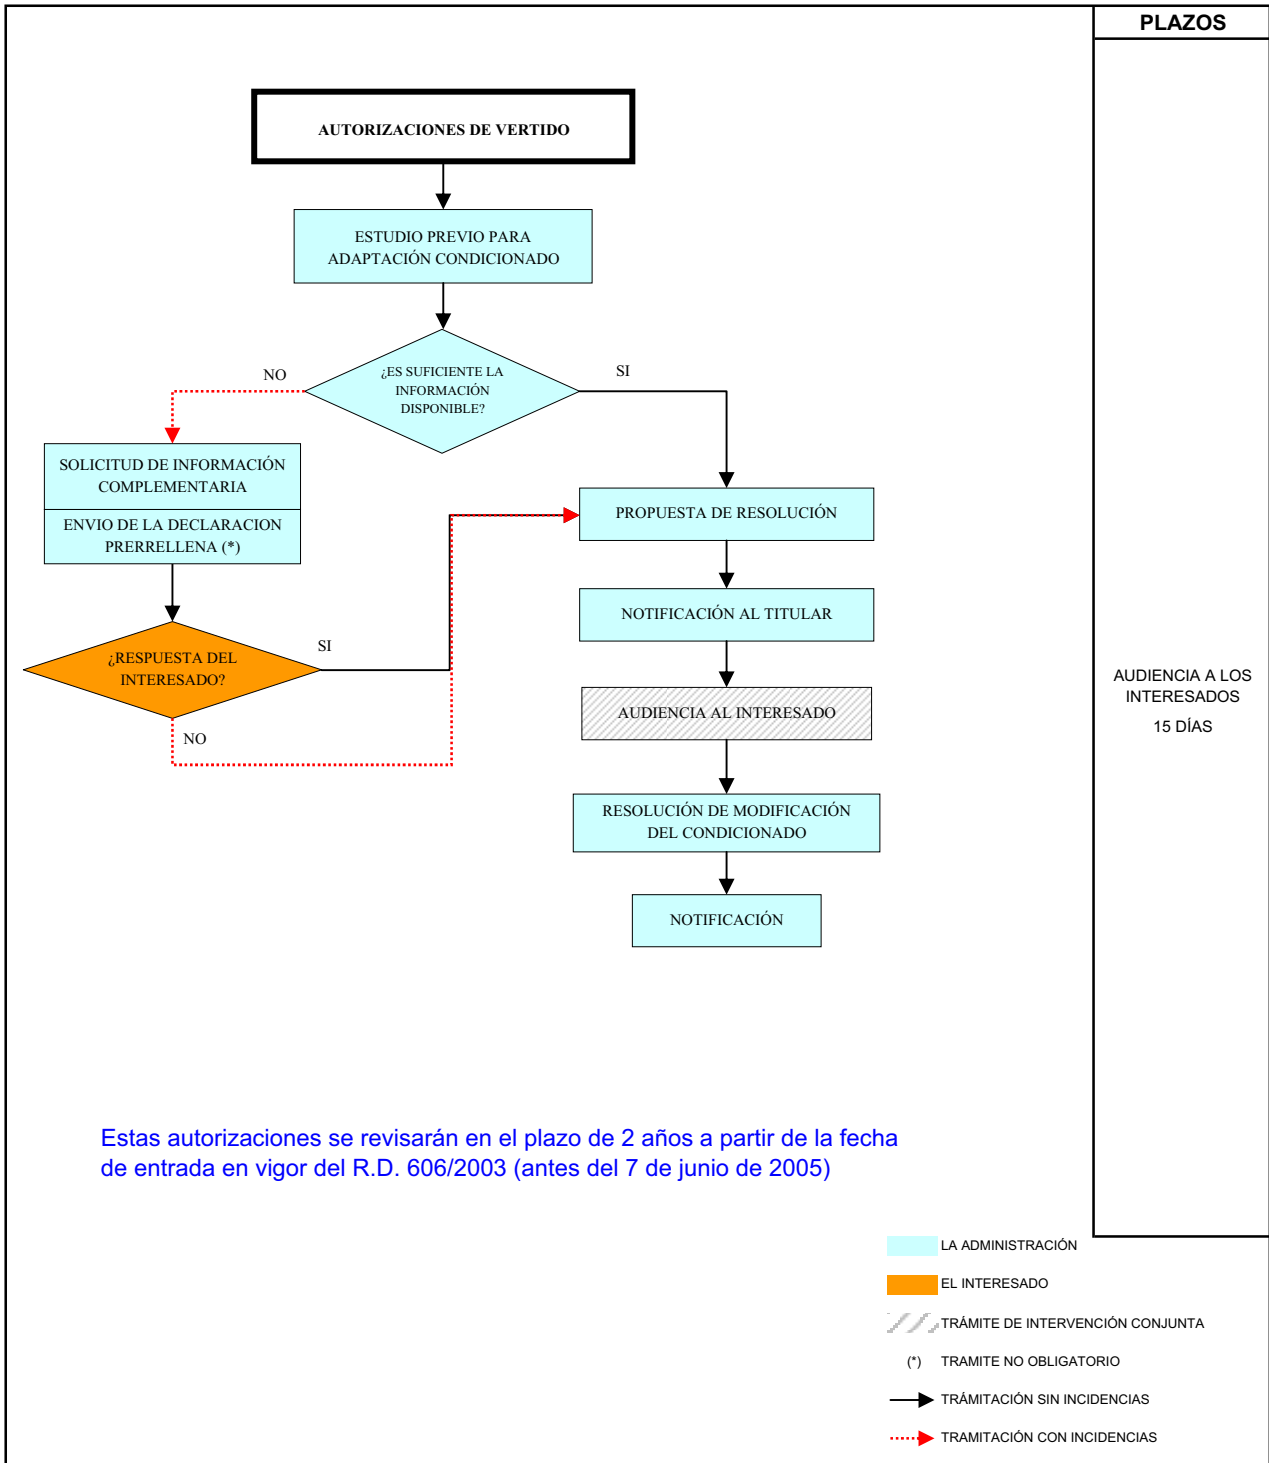 PLAZOS
AUTORIZACIONES DE VERTIDO
ESTUDIO PREVIO PARA
ADAPTACIÓN CONDICIONADO
¿ES SUFICIENTE LA
INFORMACIÓN
DISPONIBLE?
NO
SI
SOLICITUD DE INFORMACIÓN
COMPLEMENTARIA
ENVIO DE LA DECLARACION
PRERRELLENA (*)
PROPUESTA DE RESOLUCIÓN
NOTIFICACIÓN AL TITULAR
¿RESPUESTA DEL
INTERESADO?
SI
NO
AUDIENCIA AL INTERESADO
AUDIENCIA A LOS
INTERESADOS
15 DÍAS
RESOLUCIÓN DE MODIFICACIÓN
DEL CONDICIONADO
NOTIFICACIÓN
Estas autorizaciones se revisarán en el plazo de 2 años a partir de la fecha
de entrada en vigor del R.D. 606/2003 (antes del 7 de junio de 2005)
LA ADMINISTRACIÓN
EL INTERESADO
TRÁMITE DE INTERVENCIÓN CONJUNTA
(*) TRAMITE NO OBLIGATORIO
TRÁMITACIÓN SIN INCIDENCIAS
TRAMITACIÓN CON INCIDENCIAS